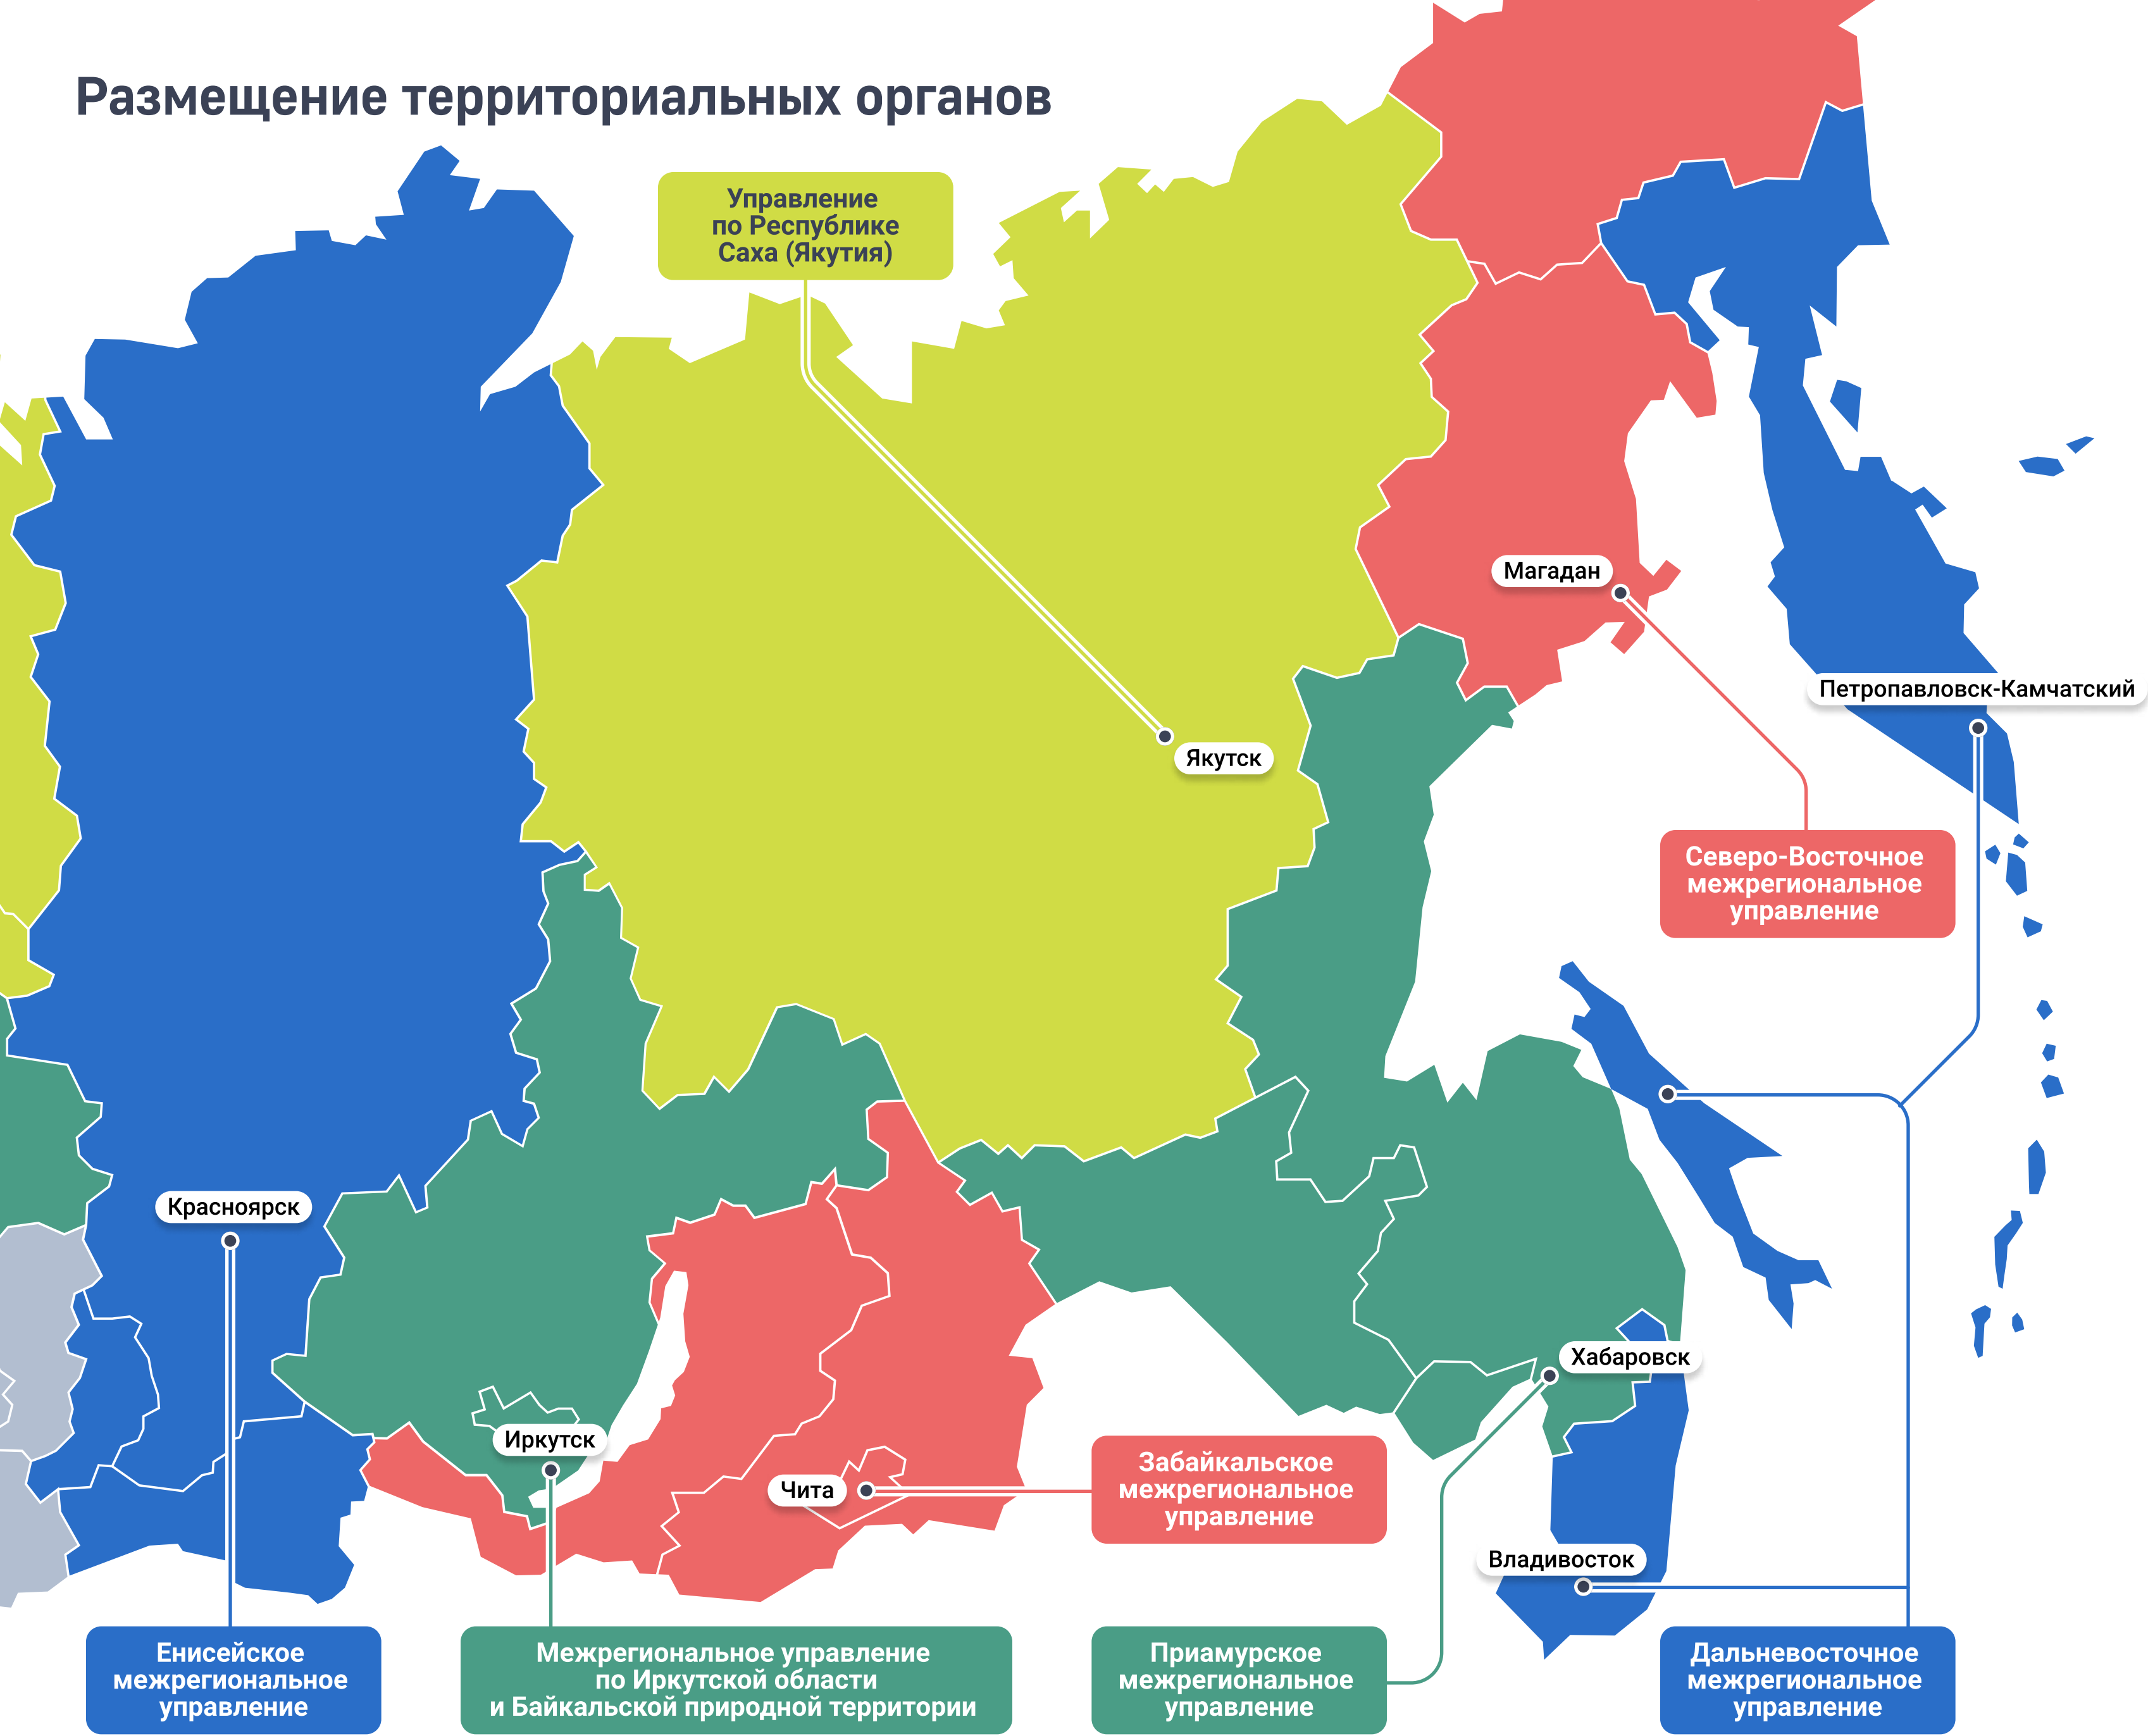 Размещение территориальных органов
Управление
по Республике
Саха (Якутия)
Магадан
Петропавловск-Камчатский
Якутск
Северо-Восточное
межрегиональное
управление
Красноярск
Хабаровск
Иркутск
Чита
Забайкальское
межрегиональное
управление
Владивосток
Енисейское
межрегиональное
управление
Межрегиональное управление
по Иркутской области
и Байкальской природной территории
Приамурское
межрегиональное
управление
Дальневосточное
межрегиональное
управление